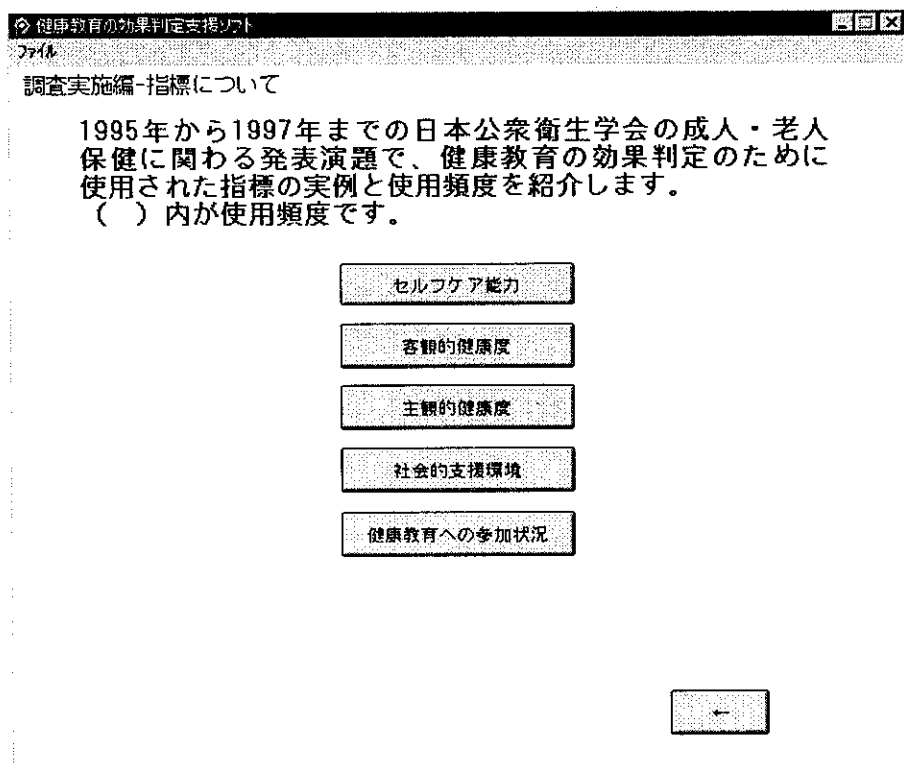 健康教育の効果判定支援ソフト
ファイル
調査実施編-指標について
1995年から1997年までの日本公衆衛生学会の成人・老人
保健に関わる発表演題で、健康教育の効果判定のために
使用された指標の実例と使用頻度を紹介します。
（　）内が使用頻度です。
セルフケア能力
客観的健康度
主観的健康度
社会的支援環境
健康教育への参加状況
←